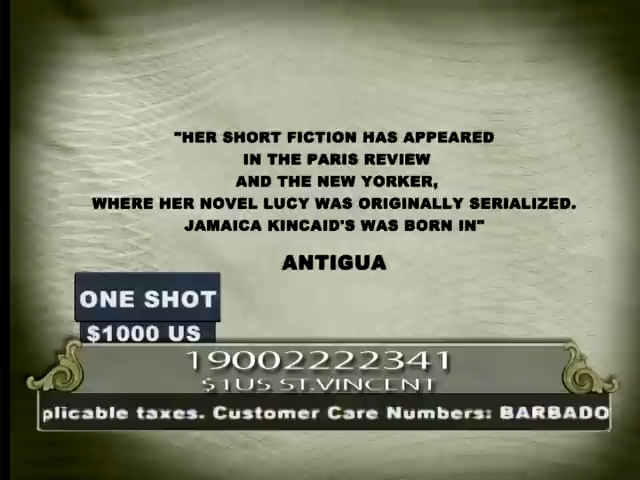 "HER SHORT FICTION HAS APPEARED
IN THE PARIS REVIEW
AND THE NEW YORKER,
WHERE HER NOVEL LUCY WAS ORIGINALLY SERIALIZED.
JAMAICA KINCAID'S WAS BORN IN"
ANTIGUA
ONE SHOT
$1000 US
19002222341
$1US ST.VINCENT
plicable taxes. Customer Care Numbers: BARBADO